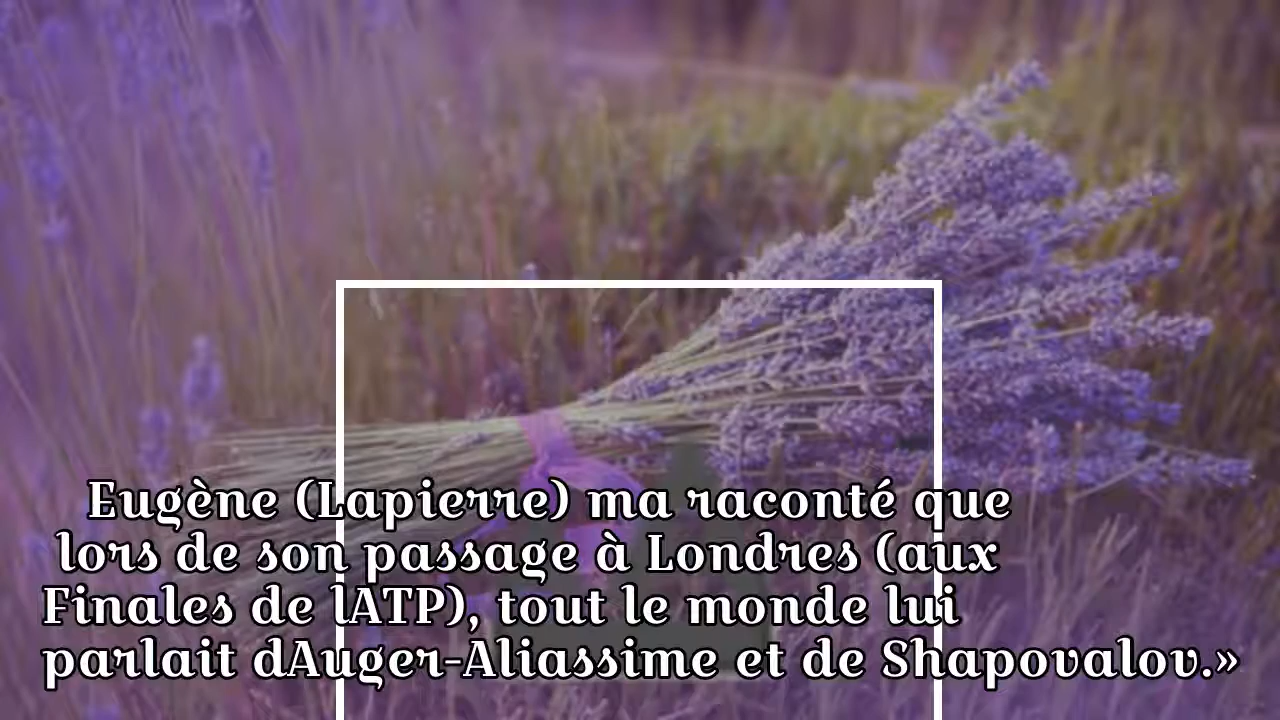 Eugène (Lapierre) ma raconté que
lors de son passage à Londres (aux
Finales de lATP), tout le monde lui
parlait dAuger-Aliassime et de Shapovalov.»